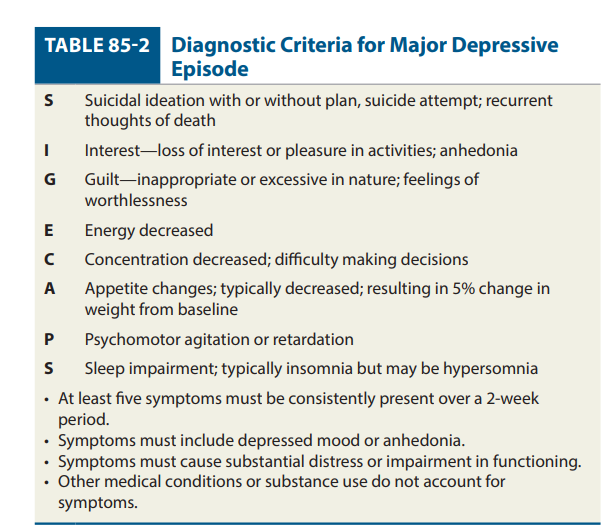 TABLE 85-2 Diagnostic Criteria for Major Depressive
Episode
S Suicidal ideation with or without plan, suicide attempt; recurrent
thoughts of death
I Interest—loss of interest or pleasure in activities; anhedonia
G Guilt—inappropriate or excessive in nature; feelings of
worthlessness
E Energy decreased
C Concentration decreased; difficulty making decisions
A Appetite changes; typically decreased; resulting in 5% change in
weight from baseline
P Psychomotor agitation or retardation
S Sleep impairment; typically insomnia but may be hypersomnia
• At least five symptoms must be consistently present over a 2-week
period.
• Symptoms must include depressed mood or anhedonia.
• Symptoms must cause substantial distress or impairment in functioning.
• Other medical conditions or substance use do not account for
symptoms.